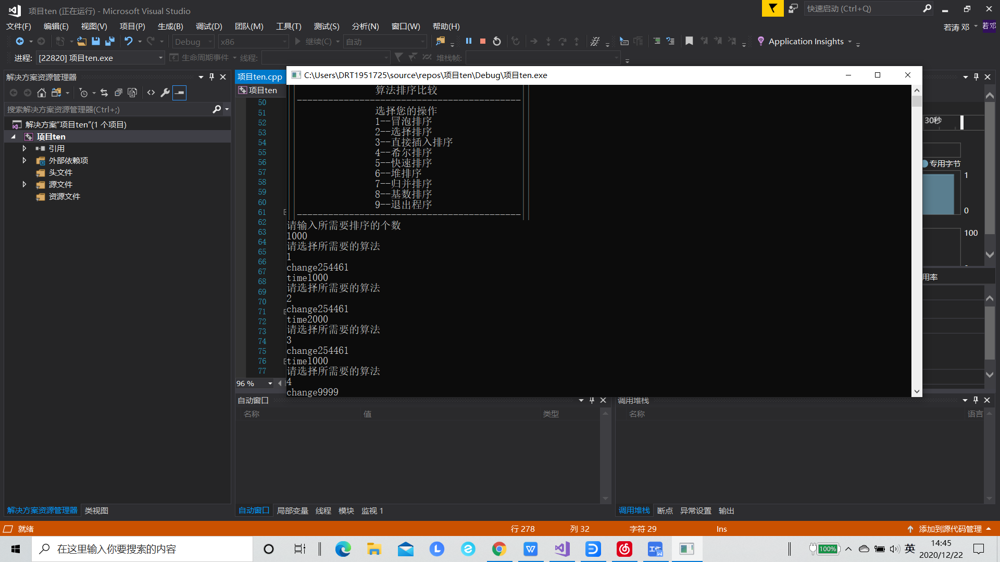 项目ten (正在运行) - Microsoft Visual Studio
快速启动 (Ctrl+Q)
文件(F) 编辑(E) 视图(V) 项目(P) 生成(B) 调试(D) 团队(M) 工具(T) 测试(S) 分析(N) 窗口(W) 帮助(H)
若涛 邓 若邓
Debug x86 继续(C) 自动 Application Insights
进程: [22820] 项目ten.exe 生命周期事件 线程: 堆栈帧:
解决方案资源管理器
搜索解决方案资源管理器(Ctrl+;)
解决方案"项目ten"(1 个项目)
项目ten
引用
外部依赖项
头文件
源文件
资源文件
解决方案资源管理器 类视图
项目ten.cpp
项目ten
50
51
52
53
54
55
56
57
58
59
60
61
62
63
64
65
66
67
68
69
70
71
72
73
74
75
76
77
96 %
C:\Users\DRT1951725\source\repos\项目ten\Debug\项目ten.exe
算法排序比较
选择您的操作
1--冒泡排序
2--选择排序
3--直接插入排序
4--希尔排序
5--快速排序
6--堆排序
7--归并排序
8--基数排序
9--退出程序
请输入所需要排序的个数
1000
请选择所需要的算法
1
change254461
time1000
请选择所需要的算法
2
change254461
time2000
请选择所需要的算法
3
change254461
time1000
请选择所需要的算法
4
change9999
30秒
专用字节
1
0
100
用率
自动窗口
名称 值 类型
自动窗口 局部变量 线程 模块 监视 1
调用堆栈
名称 语言
调用堆栈 断点 异常设置 输出
就绪 行 278 列 32 字符 29 Ins 添加到源代码管理
在这里输入你要搜索的内容
100%
英
14:45
2020/12/22